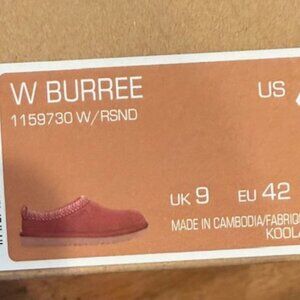 W BURREE US
1159730 W/RSND
UK 9 EU 42
MADE IN CAMBODIA/FABRIQ
KOOLA